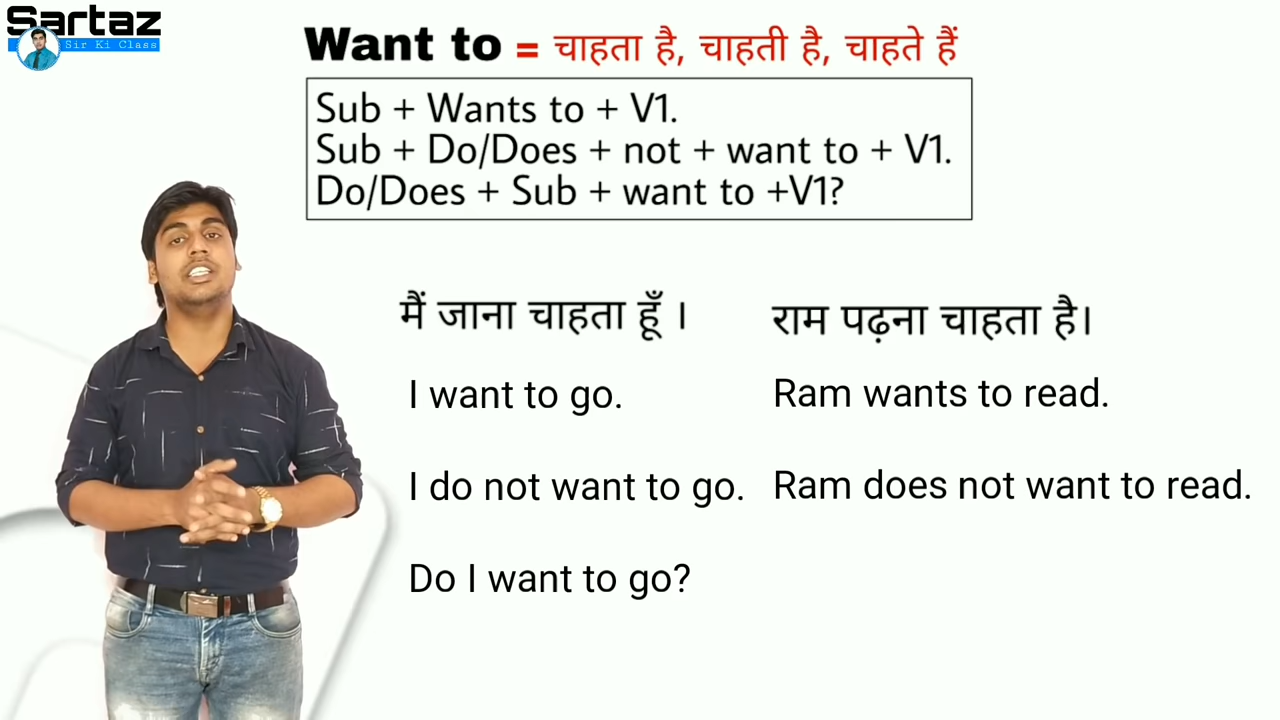 Sartaz
Sir Ki Class
Want to = चाहता है, चाहती है, चाहते हैं
Sub + Wants to + V1.
Sub + Do/Does + not + want to + V1.
Do/Does + Sub + want to +V1?
मैं जाना चाहता हूँ ।
I want to go.
I do not want to go.
Do I want to go?
राम पढ़ना चाहता है।
Ram wants to read.
Ram does not want to read.